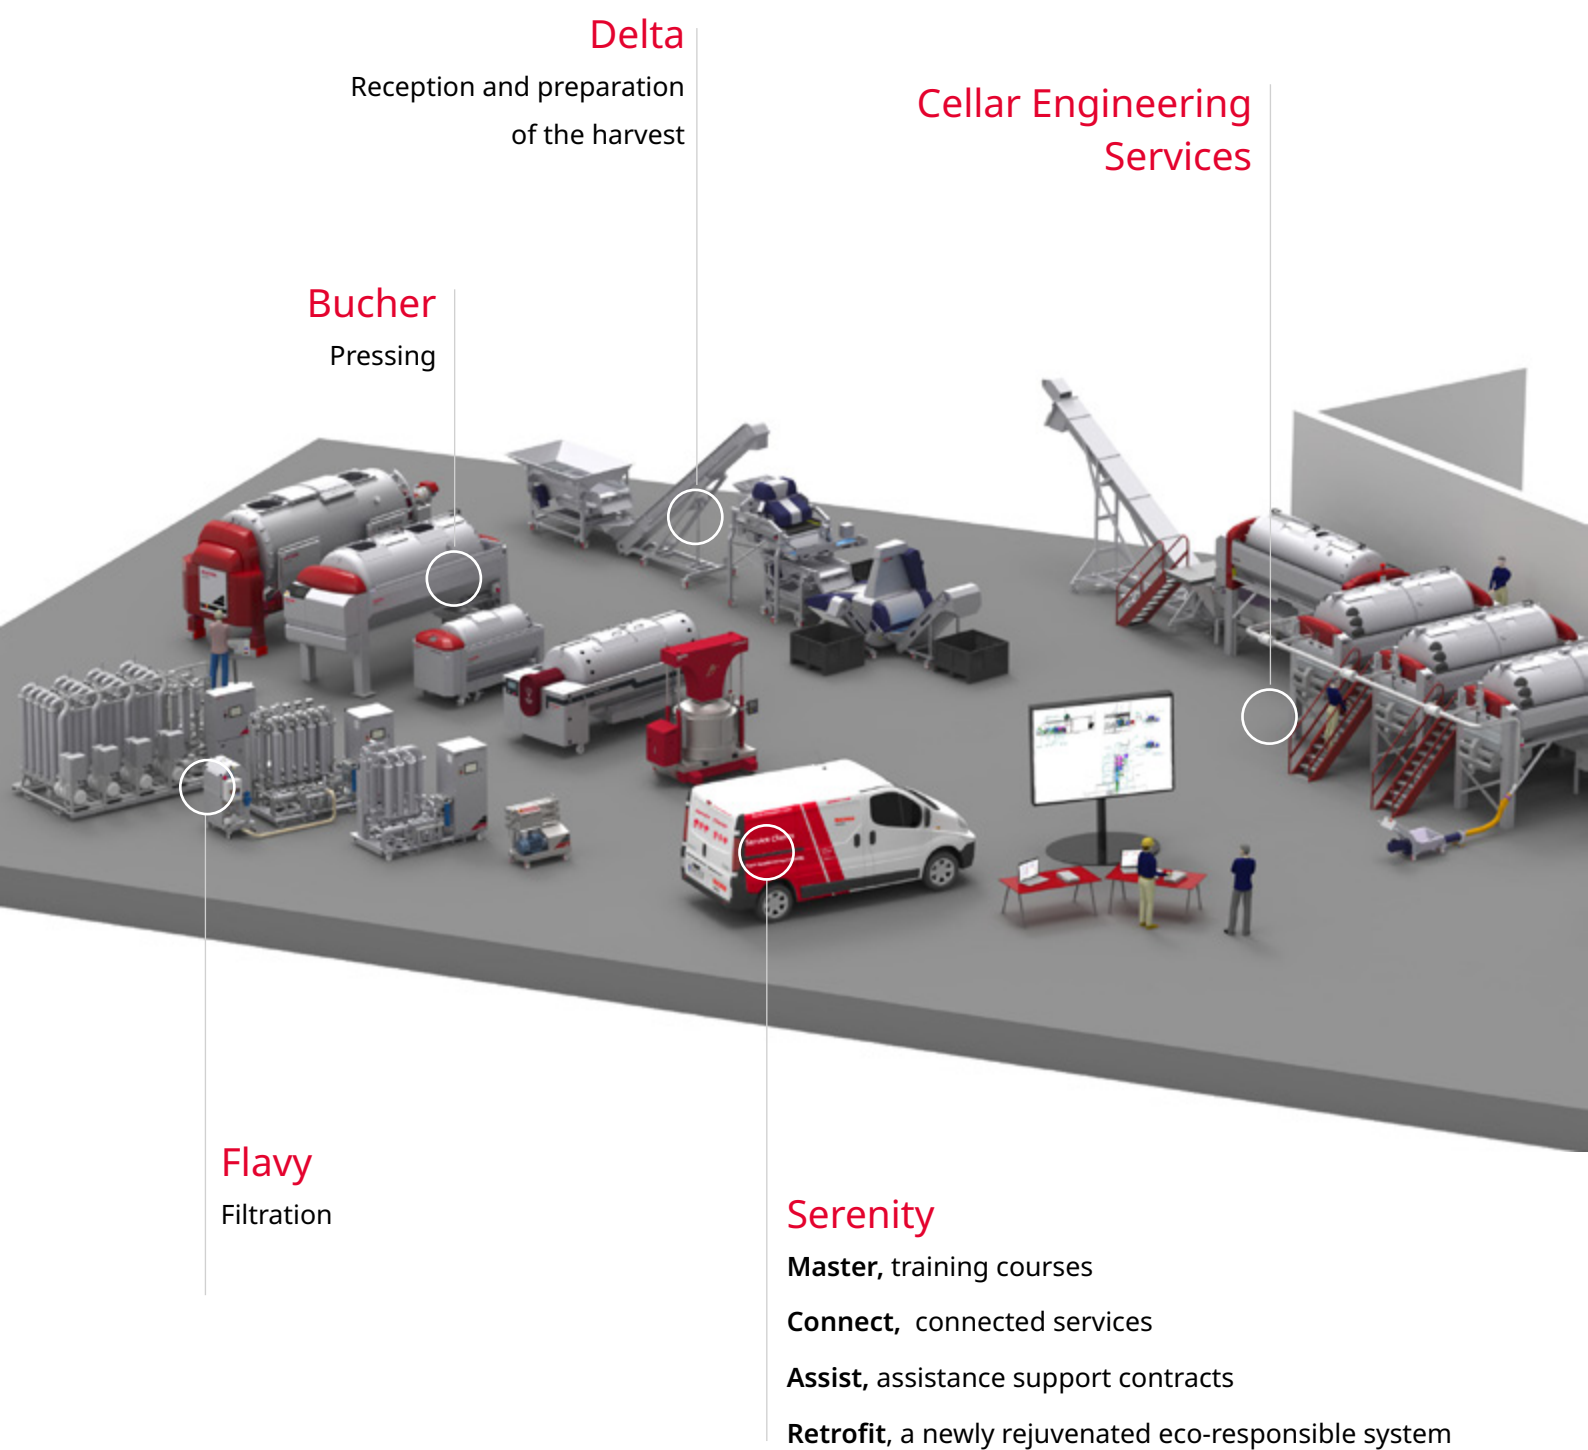 Delta
Reception and preparation
of the harvest
Cellar Engineering
Services
Bucher
Pressing
Flavy
Filtration
Serenity
Master, training courses
Connect, connected services
Assist, assistance support contracts
Retrofit, a newly rejuvenated eco-responsible system